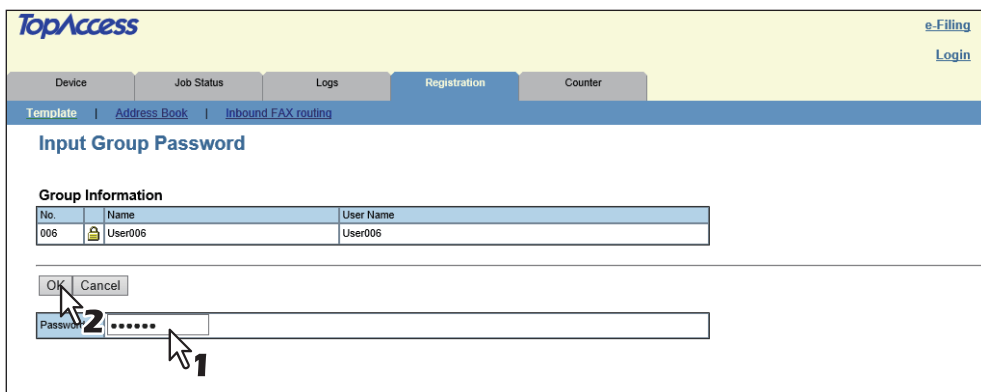 TopAccess
e-Filing
Login
Device Job Status Logs Registration Counter
Template | Address Book | Inbound FAX routing
Input Group Password
Group Information
No. Name User Name
006 User006 User006
OK Cancel
2
Password ••••••
1